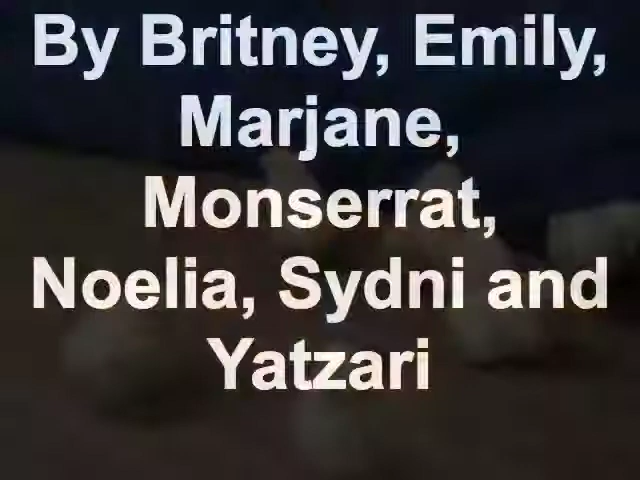 By Britney, Emily,
Marjane,
Monserrat,
Noelia, Sydni and
Yatzari